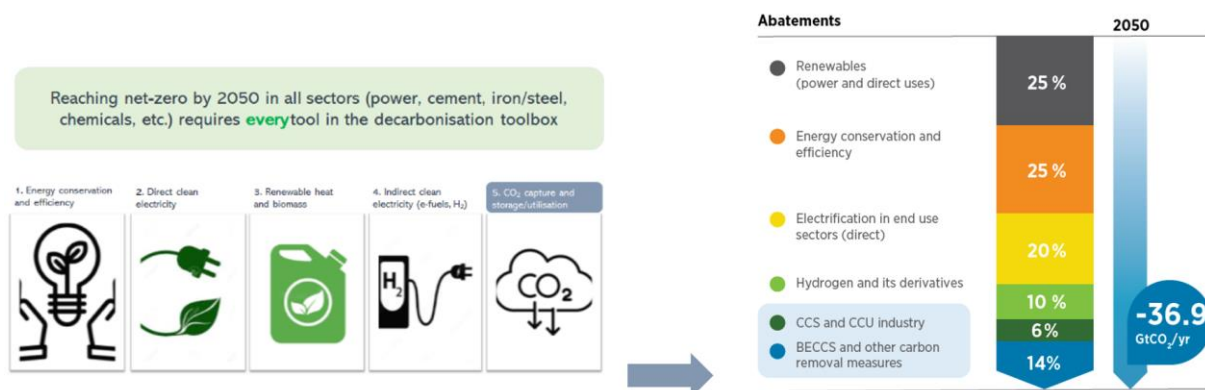 Reaching net-zero by 2050 in all sectors (power, cement, iron/steel,
chemicals, etc.) requires everytool in the decarbonisation toolbox
1. Energy conservation
and efficiency
2. Direct clean
electricity
3. Renewable heat
and biomass
4. Indirect clean
electricity (e-fuels, H₂)
5. CO₂ capture and
storage/utilisation
H₂
CO₂
Abatements
2050
Renewables
(power and direct uses)
25 %
Energy conservation and
efficiency
25 %
Electrification in end use
sectors (direct)
20%
Hydrogen and its derivatives
10 %
CCS and CCU industry
6%
BECCS and other carbon
removal measures
14%
-36.9
GtCO₂/yr